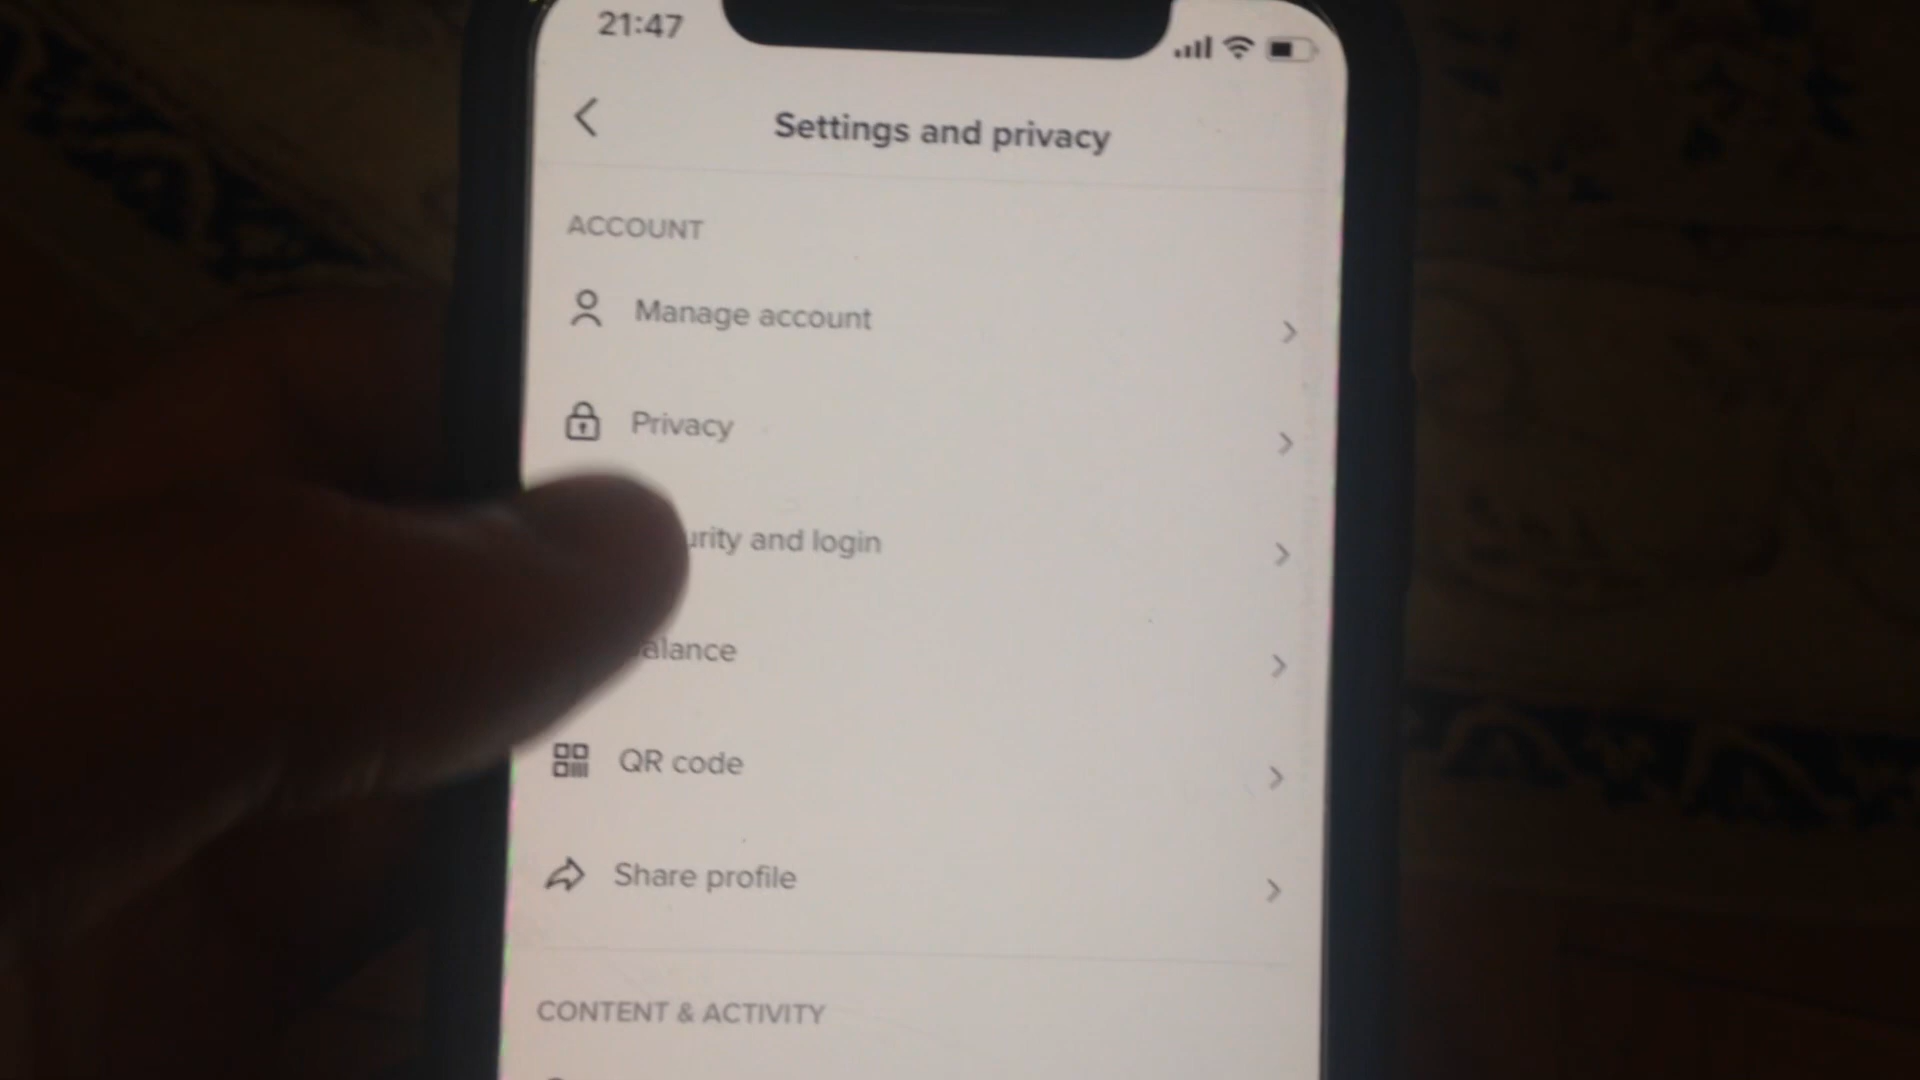 21:47
Settings and privacy
ACCOUNT
Manage account
Privacy
urity and login
alance
QR code
Share profile
CONTENT & ACTIVITY